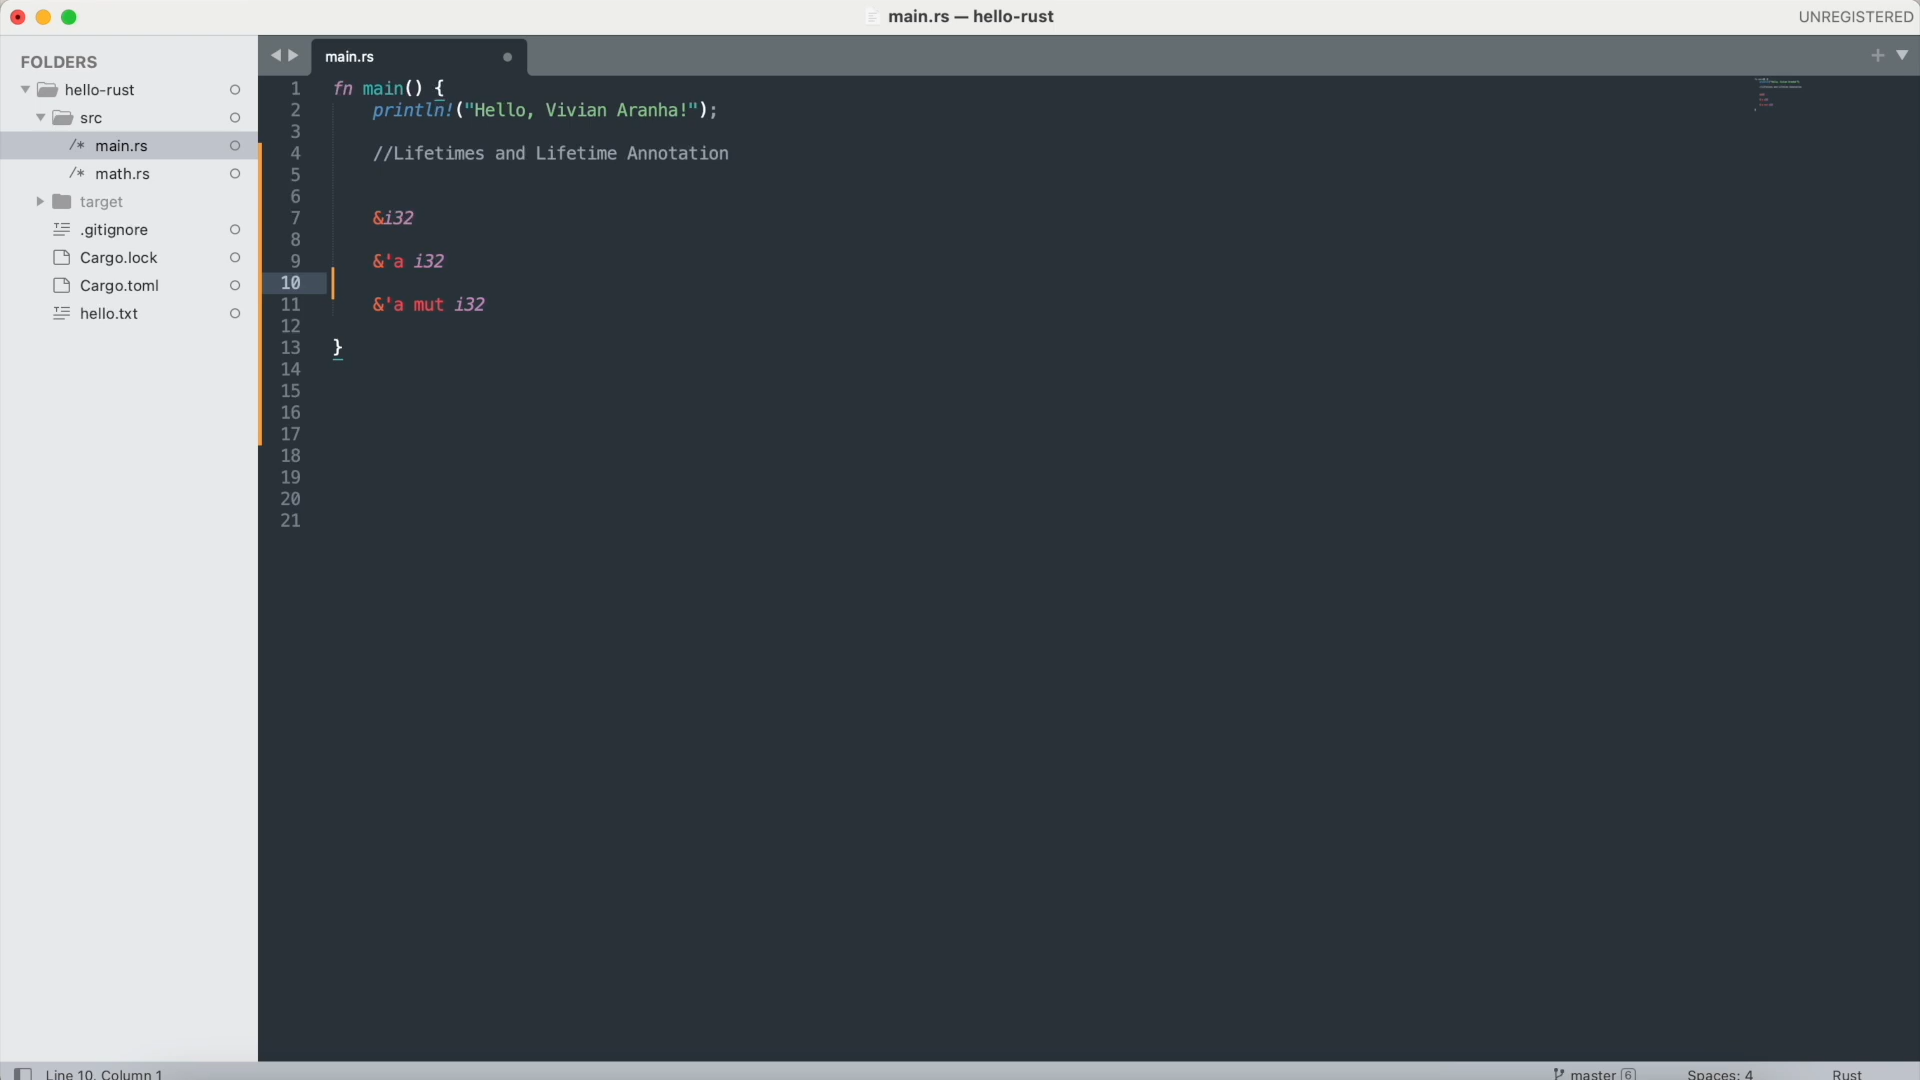 main.rs — hello-rust
UNREGISTERED
FOLDERS
hello-rust
src
/* main.rs
/* math.rs
target
.gitignore
Cargo.lock
Cargo.toml
hello.txt
main.rs
1 fn main() {
2 println!("Hello, Vivian Aranha!");
3
4 //Lifetimes and Lifetime Annotation
5
6
7 &i32
8
9 &'a i32
10
11 &'a mut i32
12
13 }
14
15
16
17
18
19
20
21
Line 10, Column 1
master 6
Spaces: 4
Rust